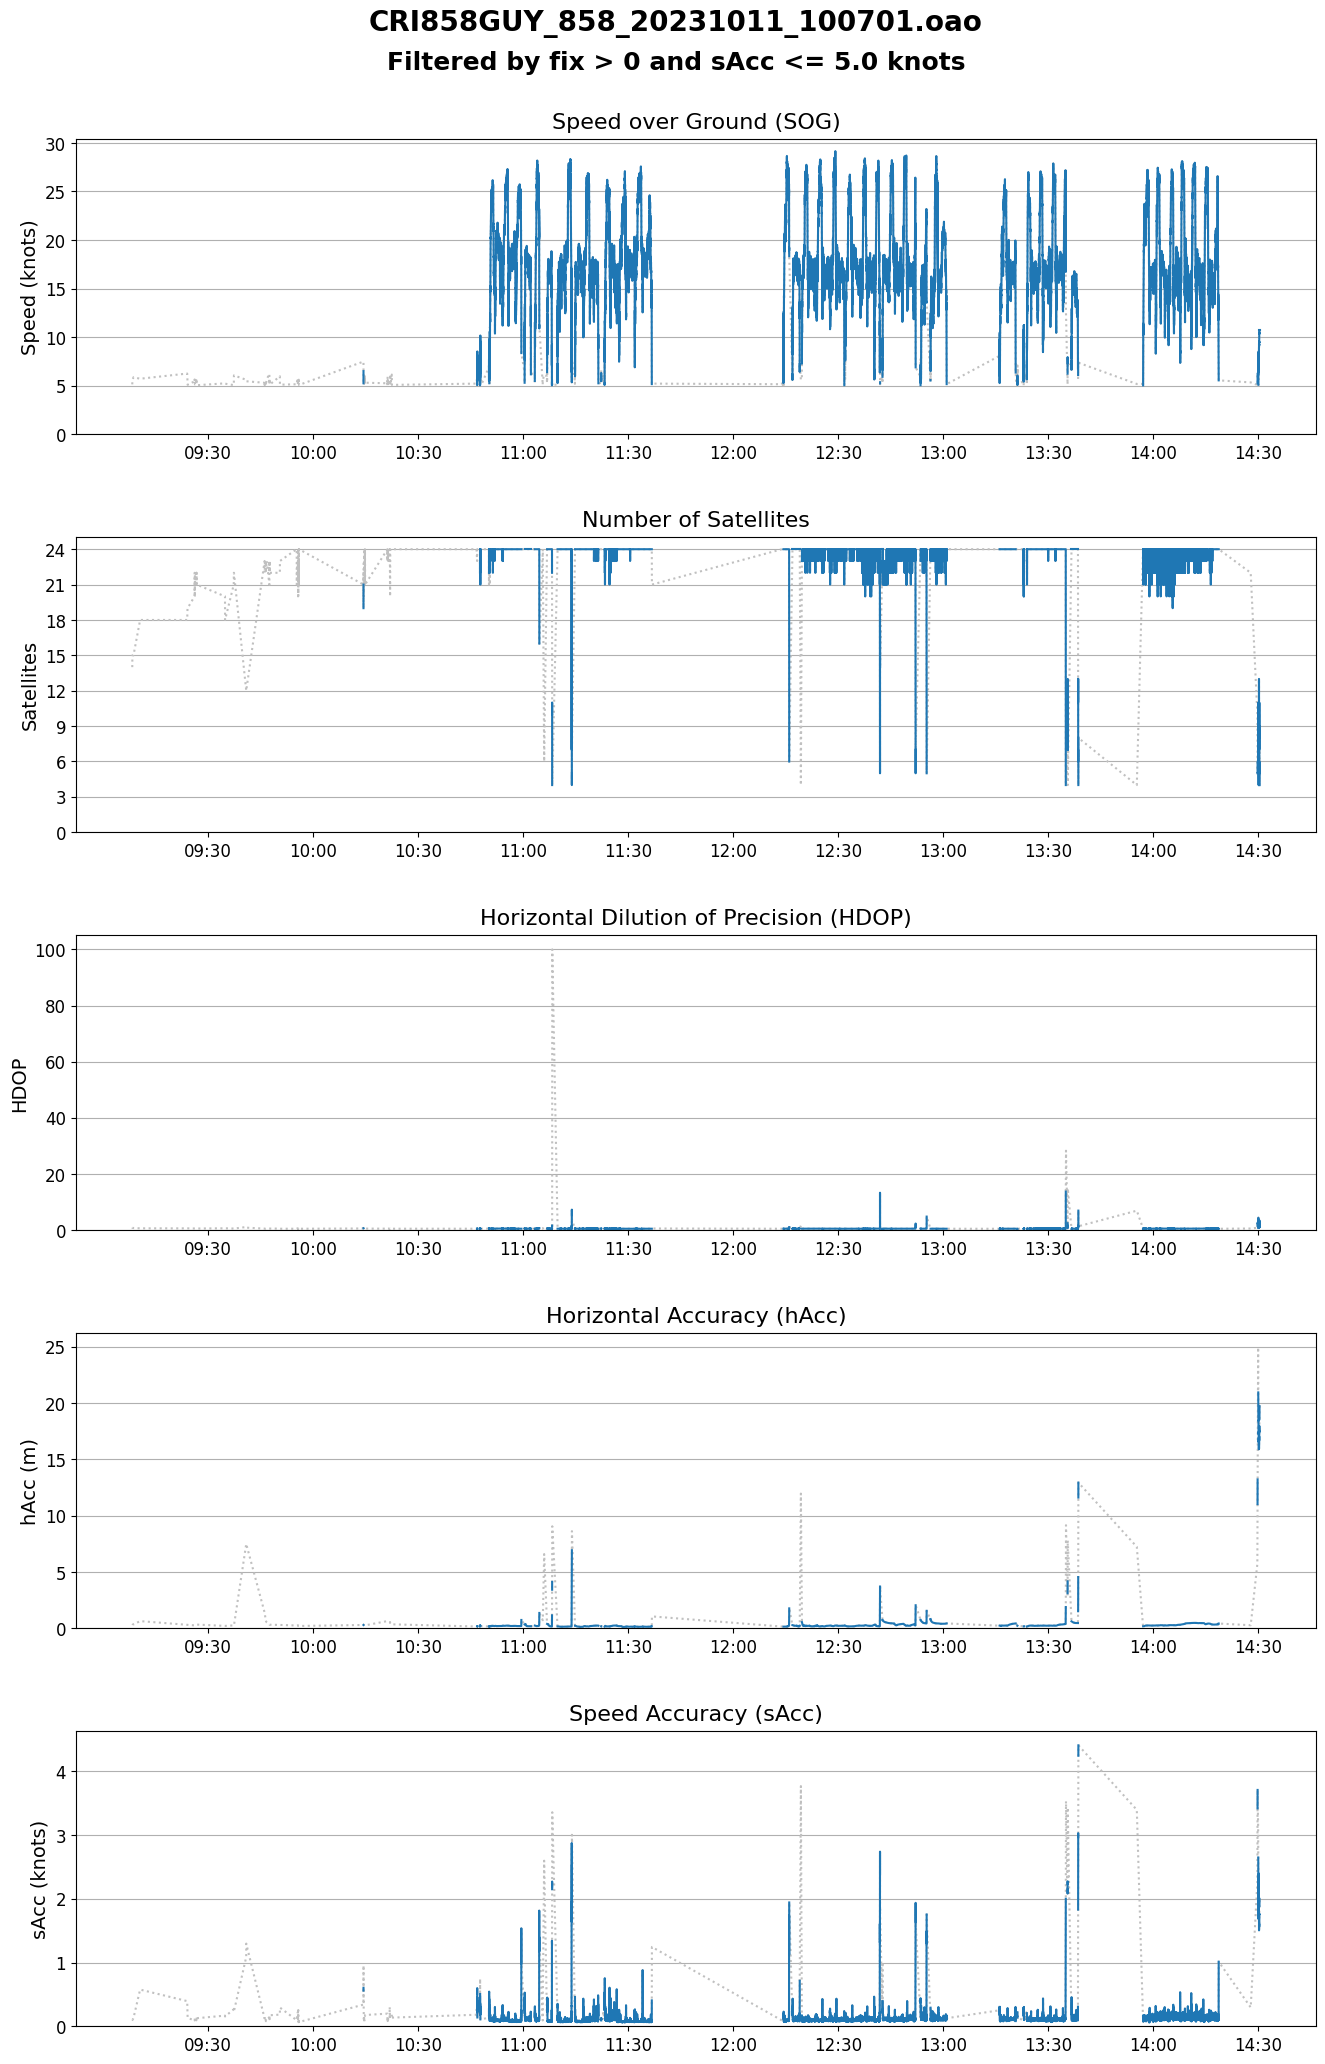 CRI858GUY_858_20231011_100701.oao
Filtered by fix > 0 and sAcc <= 5.0 knots
Speed over Ground (SOG)
30
25
20
15
10
5
0
Speed (knots)
09:30 10:00 10:30 11:00 11:30 12:00 12:30 13:00 13:30 14:00 14:30
Number of Satellites
24
21
18
15
12
9
6
3
0
Satellites
09:30 10:00 10:30 11:00 11:30 12:00 12:30 13:00 13:30 14:00 14:30
Horizontal Dilution of Precision (HDOP)
100
80
60
40
20
0
HDOP
09:30 10:00 10:30 11:00 11:30 12:00 12:30 13:00 13:30 14:00 14:30
Horizontal Accuracy (hAcc)
25
20
15
10
5
0
hAcc (m)
09:30 10:00 10:30 11:00 11:30 12:00 12:30 13:00 13:30 14:00 14:30
Speed Accuracy (sAcc)
4
3
2
1
0
sAcc (knots)
09:30 10:00 10:30 11:00 11:30 12:00 12:30 13:00 13:30 14:00 14:30